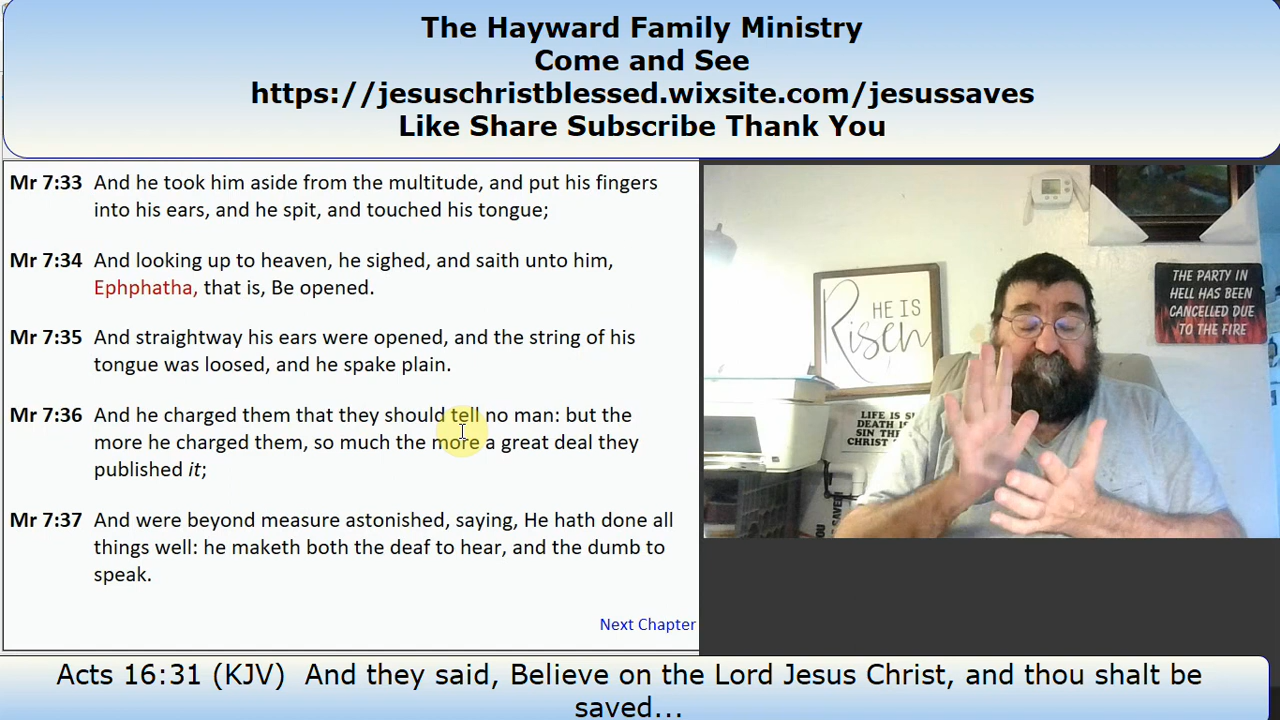 The Hayward Family Ministry
Come and See
https://jesuschristblessed.wixsite.com/jesussaves
Like Share Subscribe Thank You
Mr 7:33 And he took him aside from the multitude, and put his fingers
into his ears, and he spit, and touched his tongue;
Mr 7:34 And looking up to heaven, he sighed, and saith unto him,
Ephphatha, that is, Be opened.
Mr 7:35 And straightway his ears were opened, and the string of his
tongue was loosed, and he spake plain.
Mr 7:36 And he charged them that they should tell no man: but the
more he charged them, so much the more a great deal they
published it;
Mr 7:37 And were beyond measure astonished, saying, He hath done all
things well: he maketh both the deaf to hear, and the dumb to
speak.
Next Chapter
HE IS
Risen
THE PARTY IN
HELL HAS BEEN
CANCELLED DUE
TO THE FIRE
LIFE IS
DEATH IS
SIN
CHRIST
Acts 16:31 (KJV) And they said, Believe on the Lord Jesus Christ, and thou shalt be
saved...